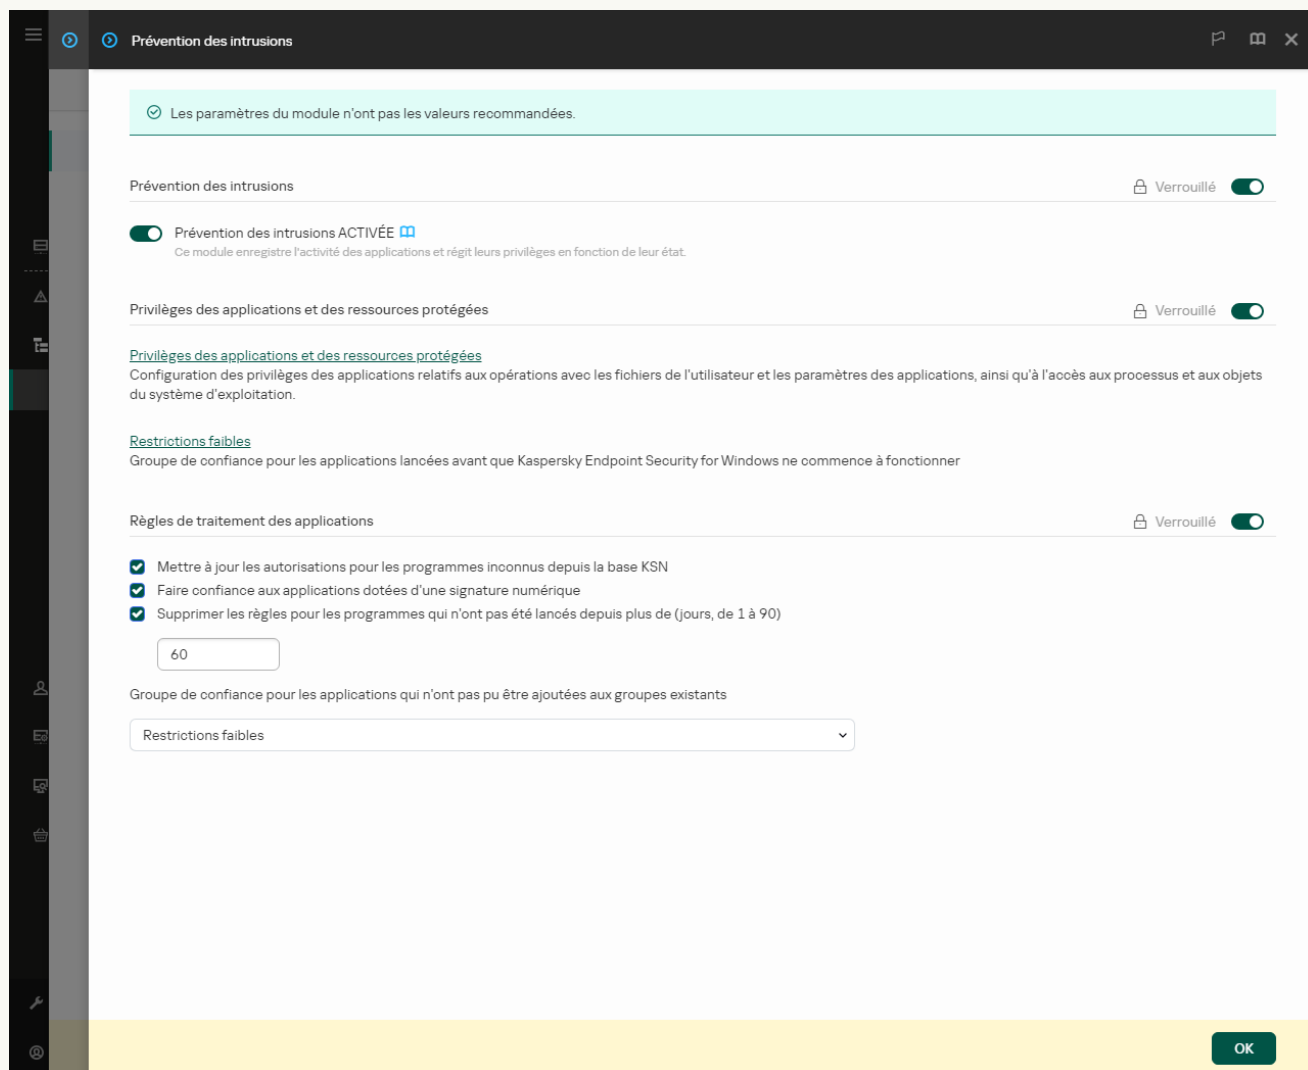 Prévention des intrusions
Les paramètres du module n'ont pas les valeurs recommandées.
Prévention des intrusions
Verrouillé
Prévention des intrusions ACTIVÉE
Ce module enregistre l'activité des applications et régit leurs privilèges en fonction de leur état.
Privilèges des applications et des ressources protégées
Verrouillé
Privilèges des applications et des ressources protégées
Configuration des privilèges des applications relatifs aux opérations avec les fichiers de l'utilisateur et les paramètres des applications, ainsi qu'à l'accès aux processus et aux objets
du système d'exploitation.
Restrictions faibles
Groupe de confiance pour les applications lancées avant que Kaspersky Endpoint Security for Windows ne commence à fonctionner
Règles de traitement des applications
Verrouillé
Mettre à jour les autorisations pour les programmes inconnus depuis la base KSN
Faire confiance aux applications dotées d'une signature numérique
Supprimer les règles pour les programmes qui n'ont pas été lancés depuis plus de (jours, de 1 à 90)
60
Groupe de confiance pour les applications qui n'ont pas pu être ajoutées aux groupes existants
Restrictions faibles
OK